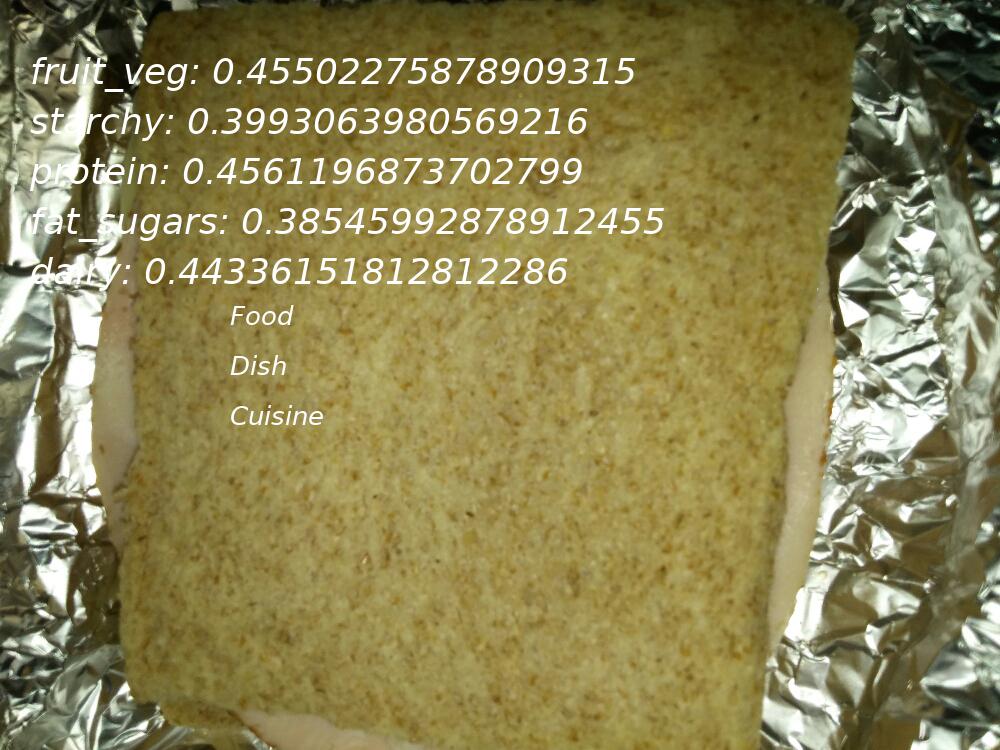 fruit_veg: 0.45502275878909315
starchy: 0.3993063980569216
protein: 0.4561196873702799
fat_sugars: 0.38545992878912455
dairy: 0.44336151812812286
Food
Dish
Cuisine